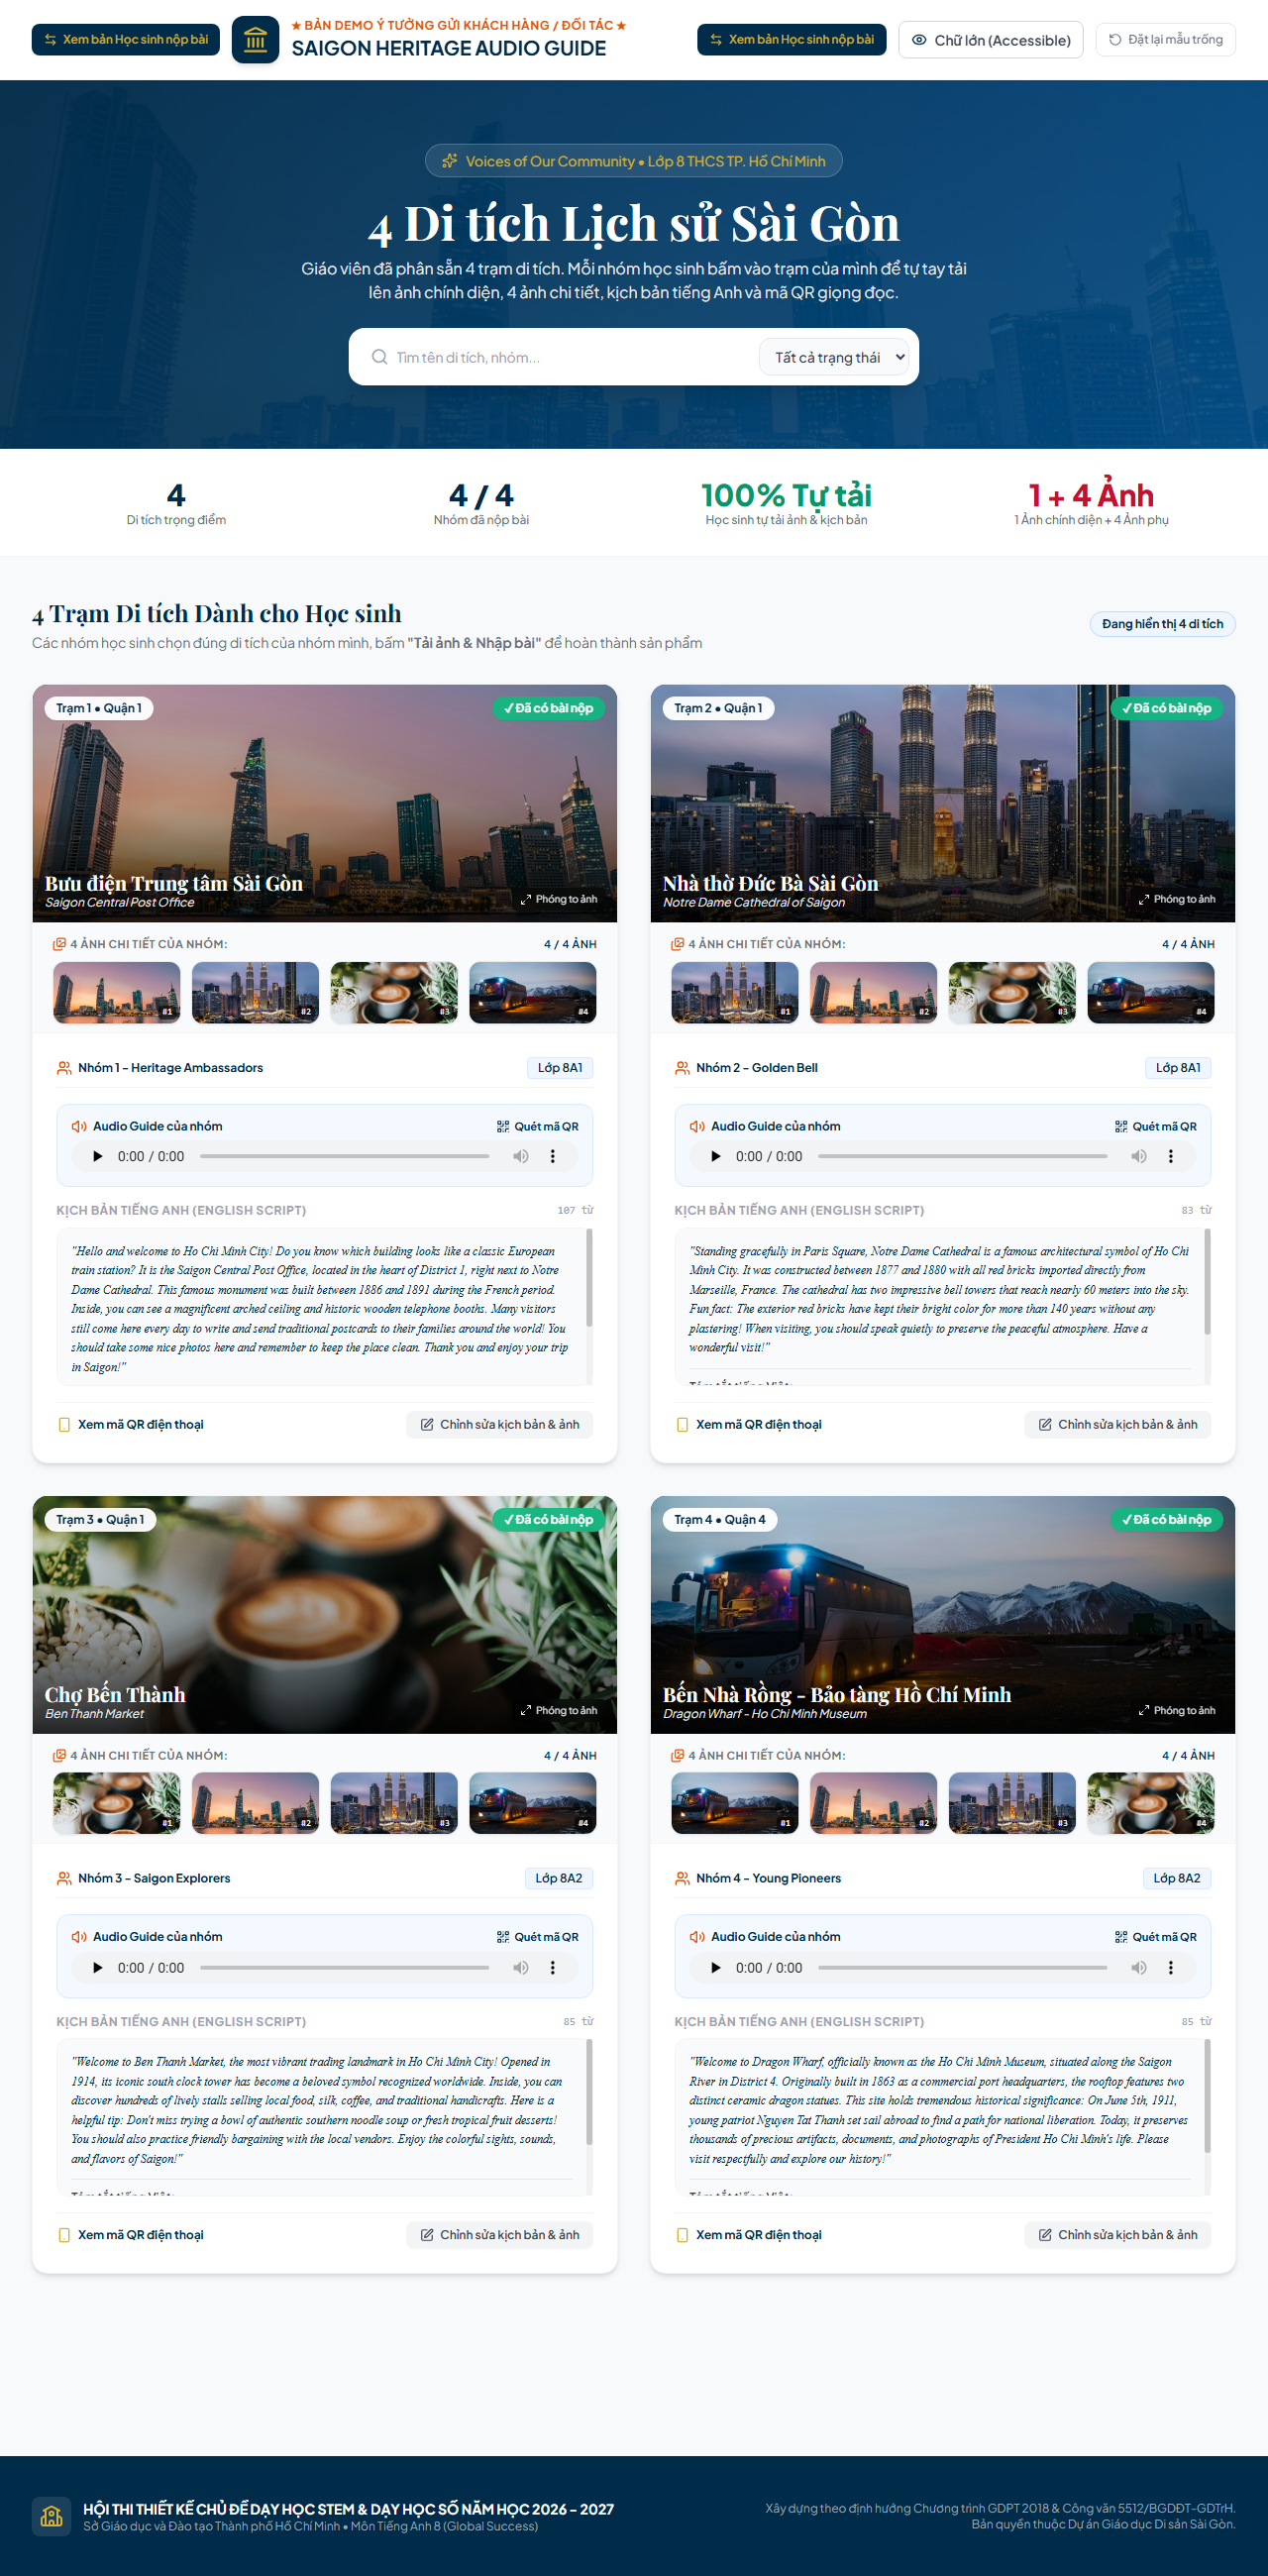 Xem bản Học sinh nộp bài
★ BẢN DEMO Ý TƯỞNG GỬI KHÁCH HÀNG / ĐỐI TÁC ★
SAIGON HERITAGE AUDIO GUIDE
Xem bản Học sinh nộp bài
Chữ lớn (Accessible)
Đặt lại mẫu trống
Voices of Our Community • Lớp 8 THCS TP. Hồ Chí Minh
4 Di tích Lịch sử Sài Gòn
Giáo viên đã phân sẵn 4 trạm di tích. Mỗi nhóm học sinh bấm vào trạm của mình để tự tay tải
lên ảnh chính diện, 4 ảnh chi tiết, kịch bản tiếng Anh và mã QR giọng đọc.
Tìm tên di tích, nhóm...
Tất cả trạng thái
4
Di tích trọng điểm
4 / 4
Nhóm đã nộp bài
100% Tự tải
Học sinh tự tải ảnh & kịch bản
1 + 4 Ảnh
1 Ảnh chính diện + 4 Ảnh phụ
4 Trạm Di tích Dành cho Học sinh
Các nhóm học sinh chọn đúng di tích của nhóm mình, bấm "Tải ảnh & Nhập bài" để hoàn thành sản phẩm
Đang hiển thị 4 di tích
Trạm 1 • Quận 1
✓ Đã có bài nộp
Bưu điện Trung tâm Sài Gòn
Saigon Central Post Office
Phóng to ảnh
4 ẢNH CHI TIẾT CỦA NHÓM:
4 / 4 ẢNH
#1
#2
#3
#4
Nhóm 1 - Heritage Ambassadors
Lớp 8A1
Audio Guide của nhóm
Quét mã QR
0:00 / 0:00
KỊCH BẢN TIẾNG ANH (ENGLISH SCRIPT)
107 từ
"Hello and welcome to Ho Chi Minh City! Do you know which building looks like a classic European
train station? It is the Saigon Central Post Office, located in the heart of District 1, right next to Notre
Dame Cathedral. This famous monument was built between 1886 and 1891 during the French period.
Inside, you can see a magnificent arched ceiling and historic wooden telephone booths. Many visitors
still come here every day to write and send traditional postcards to their families around the world! You
should take some nice photos here and remember to keep the place clean. Thank you and enjoy your trip
in Saigon!"
Xem mã QR điện thoại
Chỉnh sửa kịch bản & ảnh
Trạm 2 • Quận 1
✓ Đã có bài nộp
Nhà thờ Đức Bà Sài Gòn
Notre Dame Cathedral of Saigon
Phóng to ảnh
4 ẢNH CHI TIẾT CỦA NHÓM:
4 / 4 ẢNH
#1
#2
#3
#4
Nhóm 2 - Golden Bell
Lớp 8A1
Audio Guide của nhóm
Quét mã QR
0:00 / 0:00
KỊCH BẢN TIẾNG ANH (ENGLISH SCRIPT)
83 từ
"Standing gracefully in Paris Square, Notre Dame Cathedral is a famous architectural symbol of Ho Chi
Minh City. It was constructed between 1877 and 1880 with all red bricks imported directly from
Marseille, France. The cathedral has two impressive bell towers that reach nearly 60 meters into the sky.
Fun fact: The exterior red bricks have kept their bright color for more than 140 years without any
plastering! When visiting, you should speak quietly to preserve the peaceful atmosphere. Have a
wonderful visit!"
Tóm tắt tiếng Việt:
Xem mã QR điện thoại
Chỉnh sửa kịch bản & ảnh
Trạm 3 • Quận 1
✓ Đã có bài nộp
Chợ Bến Thành
Ben Thanh Market
Phóng to ảnh
4 ẢNH CHI TIẾT CỦA NHÓM:
4 / 4 ẢNH
#1
#2
#3
#4
Nhóm 3 - Saigon Explorers
Lớp 8A2
Audio Guide của nhóm
Quét mã QR
0:00 / 0:00
KỊCH BẢN TIẾNG ANH (ENGLISH SCRIPT)
85 từ
"Welcome to Ben Thanh Market, the most vibrant trading landmark in Ho Chi Minh City! Opened in
1914, its iconic south clock tower has become a beloved symbol recognized worldwide. Inside, you can
discover hundreds of lively stalls selling local food, silk, coffee, and traditional handicrafts. Here is a
helpful tip: Don't miss trying a bowl of authentic southern noodle soup or fresh tropical fruit desserts!
You should also practice friendly bargaining with the local vendors. Enjoy the colorful sights, sounds,
and flavors of Saigon!"
Tóm tắt tiếng Việt:
Xem mã QR điện thoại
Chỉnh sửa kịch bản & ảnh
Trạm 4 • Quận 4
✓ Đã có bài nộp
Bến Nhà Rồng - Bảo tàng Hồ Chí Minh
Dragon Wharf - Ho Chi Minh Museum
Phóng to ảnh
4 ẢNH CHI TIẾT CỦA NHÓM:
4 / 4 ẢNH
#1
#2
#3
#4
Nhóm 4 - Young Pioneers
Lớp 8A2
Audio Guide của nhóm
Quét mã QR
0:00 / 0:00
KỊCH BẢN TIẾNG ANH (ENGLISH SCRIPT)
85 từ
"Welcome to Dragon Wharf, officially known as the Ho Chi Minh Museum, situated along the Saigon
River in District 4. Originally built in 1863 as a commercial port headquarters, the rooftop features two
distinct ceramic dragon statues. This site holds tremendous historical significance: On June 5th, 1911,
young patriot Nguyen Tat Thanh set sail abroad to find a path for national liberation. Today, it preserves
thousands of precious artifacts, documents, and photographs of President Ho Chi Minh's life. Please
visit respectfully and explore our history!"
Tóm tắt tiếng Việt:
Xem mã QR điện thoại
Chỉnh sửa kịch bản & ảnh
HỘI THI THIẾT KẾ CHỦ ĐỀ DẠY HỌC STEM & DẠY HỌC SỐ NĂM HỌC 2026 - 2027
Sở Giáo dục và Đào tạo Thành phố Hồ Chí Minh • Môn Tiếng Anh 8 (Global Success)
Xây dựng theo định hướng Chương trình GDPT 2018 & Công văn 5512/BGDĐT-GDTrH.
Bản quyền thuộc Dự án Giáo dục Di sản Sài Gòn.